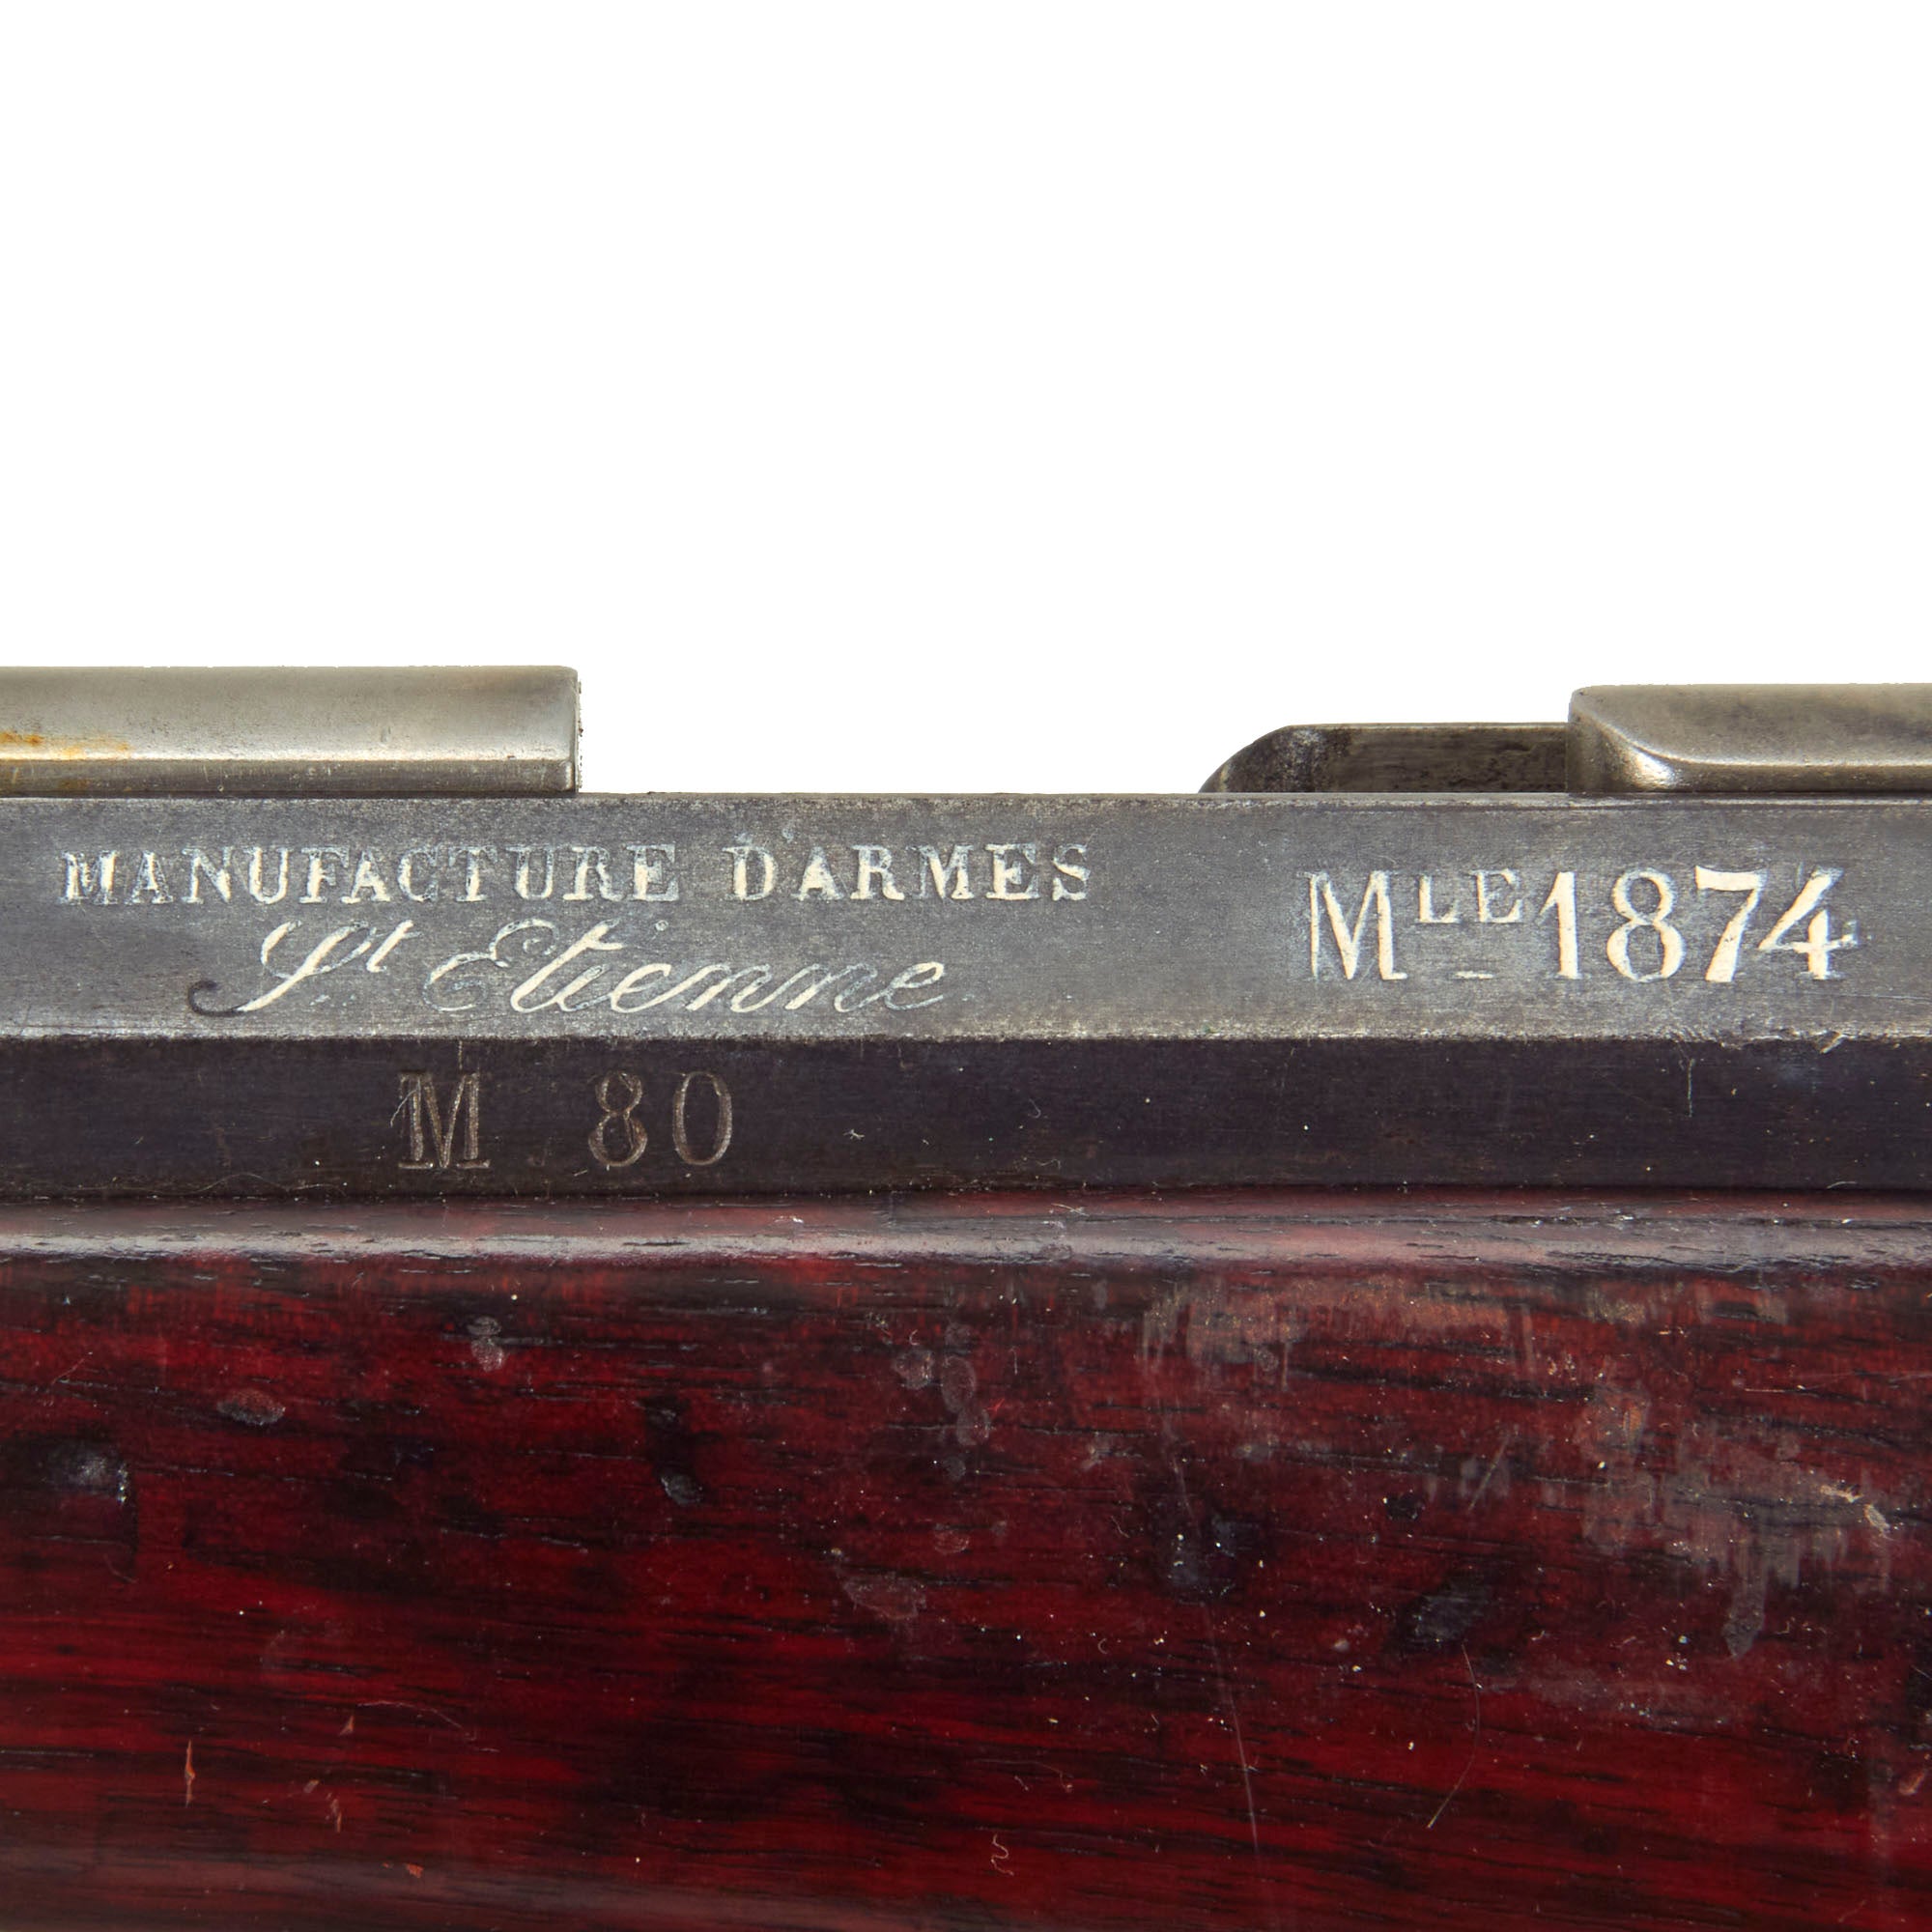 MANUFACTURE D'ARMES
St. Etienne
MLE 1874
M. 80